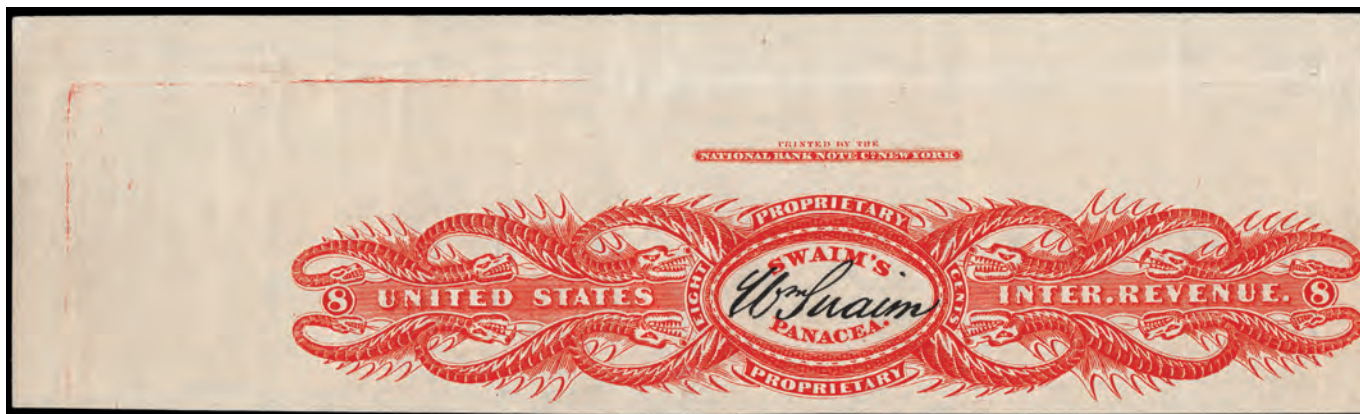 PRINTED BY THE
NATIONAL BANK NOTE Cº. NEW YORK
PROPRIETARY
SWAIM'S
8 UNITED STATES EIGHT Wm Swaim CENTS INTER. REVENUE. 8
PANACEA.
PROPRIETARY